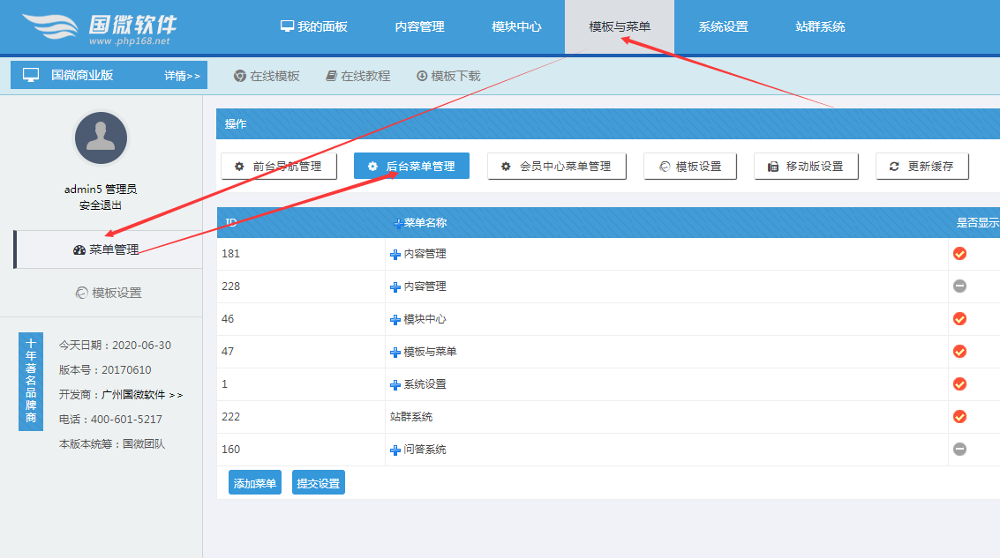 国微软件
www.php168.net
我的面板 内容管理 模块中心 模板与菜单 系统设置 站群系统
国微商业版 详情>>
在线模板 在线教程 模板下载
admin5 管理员
安全退出
菜单管理
模板设置
十年著名品牌商
今天日期：2020-06-30
版本号：20170610
开发商：广州国微软件 >>
电话：400-601-5217
本版本统筹：国微团队
操作
前台导航管理 后台菜单管理 会员中心菜单管理 模板设置 移动版设置 更新缓存
ID 菜单名称 是否显示
181 内容管理
228 内容管理
46 模块中心
47 模板与菜单
1 系统设置
222 站群系统
160 问答系统
添加菜单 提交设置